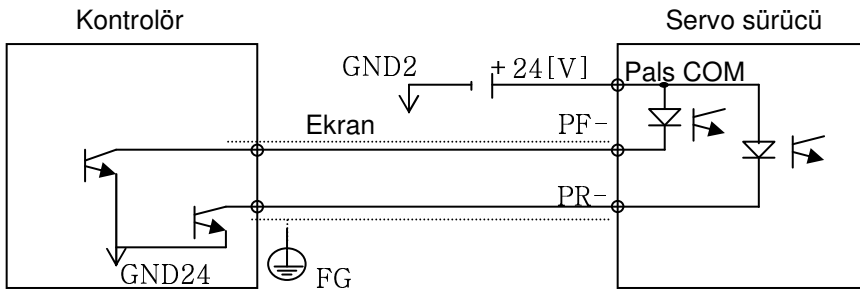 Kontrolör
Servo sürücü
GND2
+24[V]
Pals COM
Ekran
PF-
PR-
GND24
FG